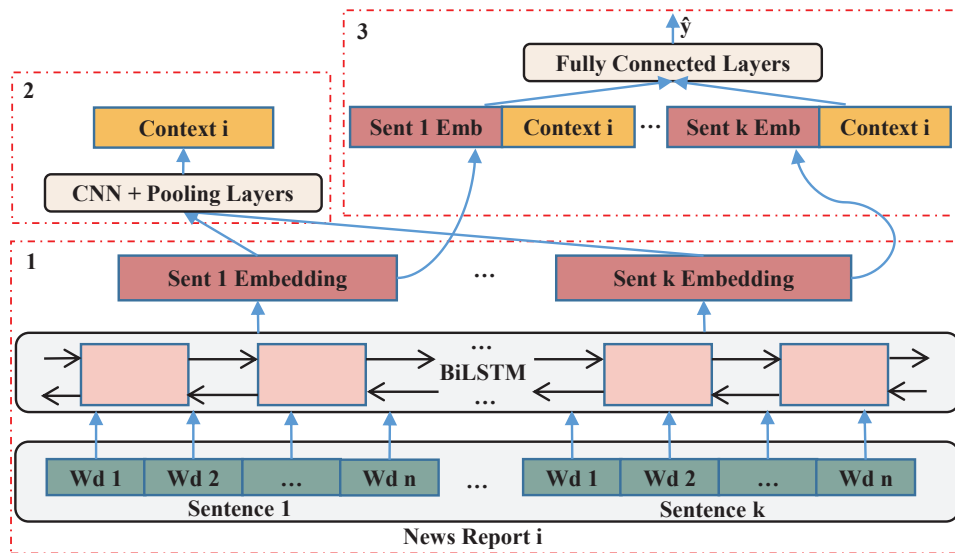 3
ŷ
Fully Connected Layers
Sent 1 Emb Context i ... Sent k Emb Context i
2
Context i
CNN + Pooling Layers
1
Sent 1 Embedding ... Sent k Embedding
...
BiLSTM
...
Wd 1 Wd 2 ... Wd n ... Wd 1 Wd 2 ... Wd n
Sentence 1 Sentence k
News Report i